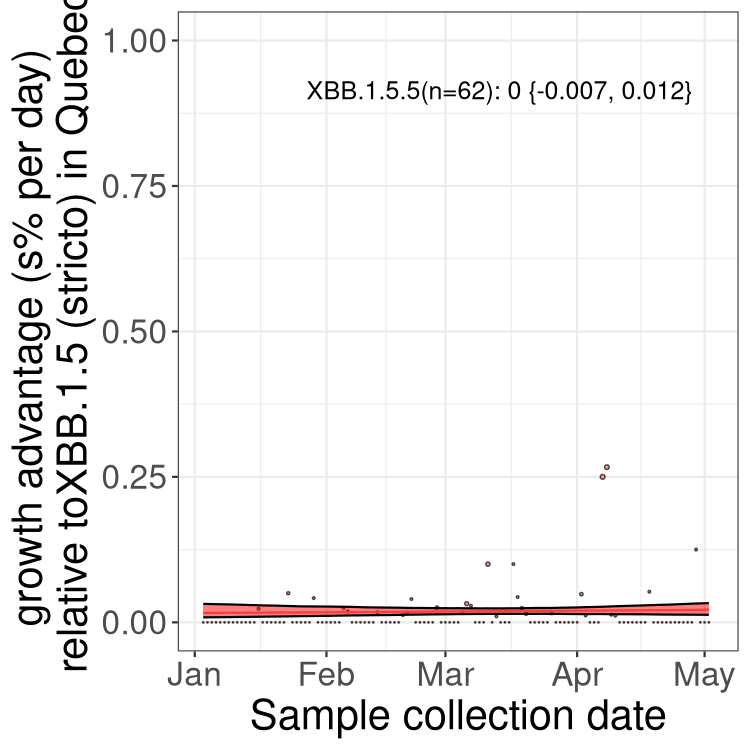 growth advantage (s% per day)
relative toXBB.1.5 (stricto) in Quebec
1.00
0.75
0.50
0.25
0.00
XBB.1.5.5(n=62): 0 {-0.007, 0.012}
Jan Feb Mar Apr May
Sample collection date